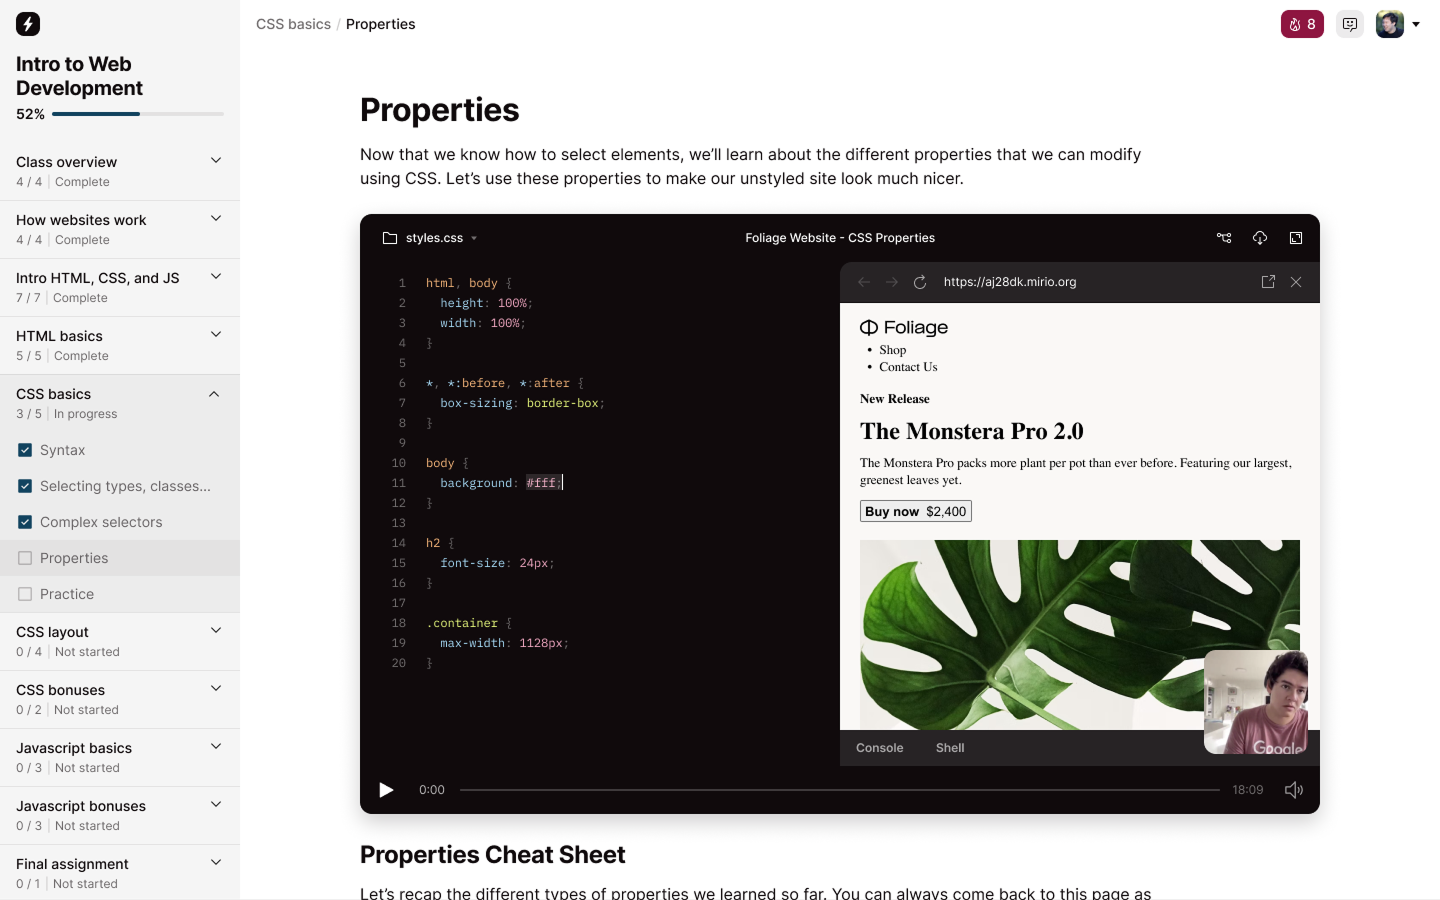 Intro to Web
Development
52%
Class overview
4 / 4 | Complete
How websites work
4 / 4 | Complete
Intro HTML, CSS, and JS
7 / 7 | Complete
HTML basics
5 / 5 | Complete
CSS basics
3 / 5 | In progress
Syntax
Selecting types, classes...
Complex selectors
Properties
Practice
CSS layout
0 / 4 | Not started
CSS bonuses
0 / 2 | Not started
Javascript basics
0 / 3 | Not started
Javascript bonuses
0 / 3 | Not started
Final assignment
0 / 1 | Not started
CSS basics / Properties
8
Properties
Now that we know how to select elements, we’ll learn about the different properties that we can modify
using CSS. Let’s use these properties to make our unstyled site look much nicer.
styles.css
Foliage Website - CSS Properties
1 html, body {
2 height: 100%;
3 width: 100%;
4 }
5
6 *, *:before, *:after {
7 box-sizing: border-box;
8 }
9
10 body {
11 background: #fff;
12 }
13
14 h2 {
15 font-size: 24px;
16 }
17
18 .container {
19 max-width: 1128px;
20 }
https://aj28dk.mirio.org
Foliage
• Shop
• Contact Us
New Release
The Monstera Pro 2.0
The Monstera Pro packs more plant per pot than ever before. Featuring our largest,
greenest leaves yet.
Buy now $2,400
Google
Console
Shell
0:00
18:09
Properties Cheat Sheet
Let’s recap the different types of properties we learned so far. You can always come back to this page as